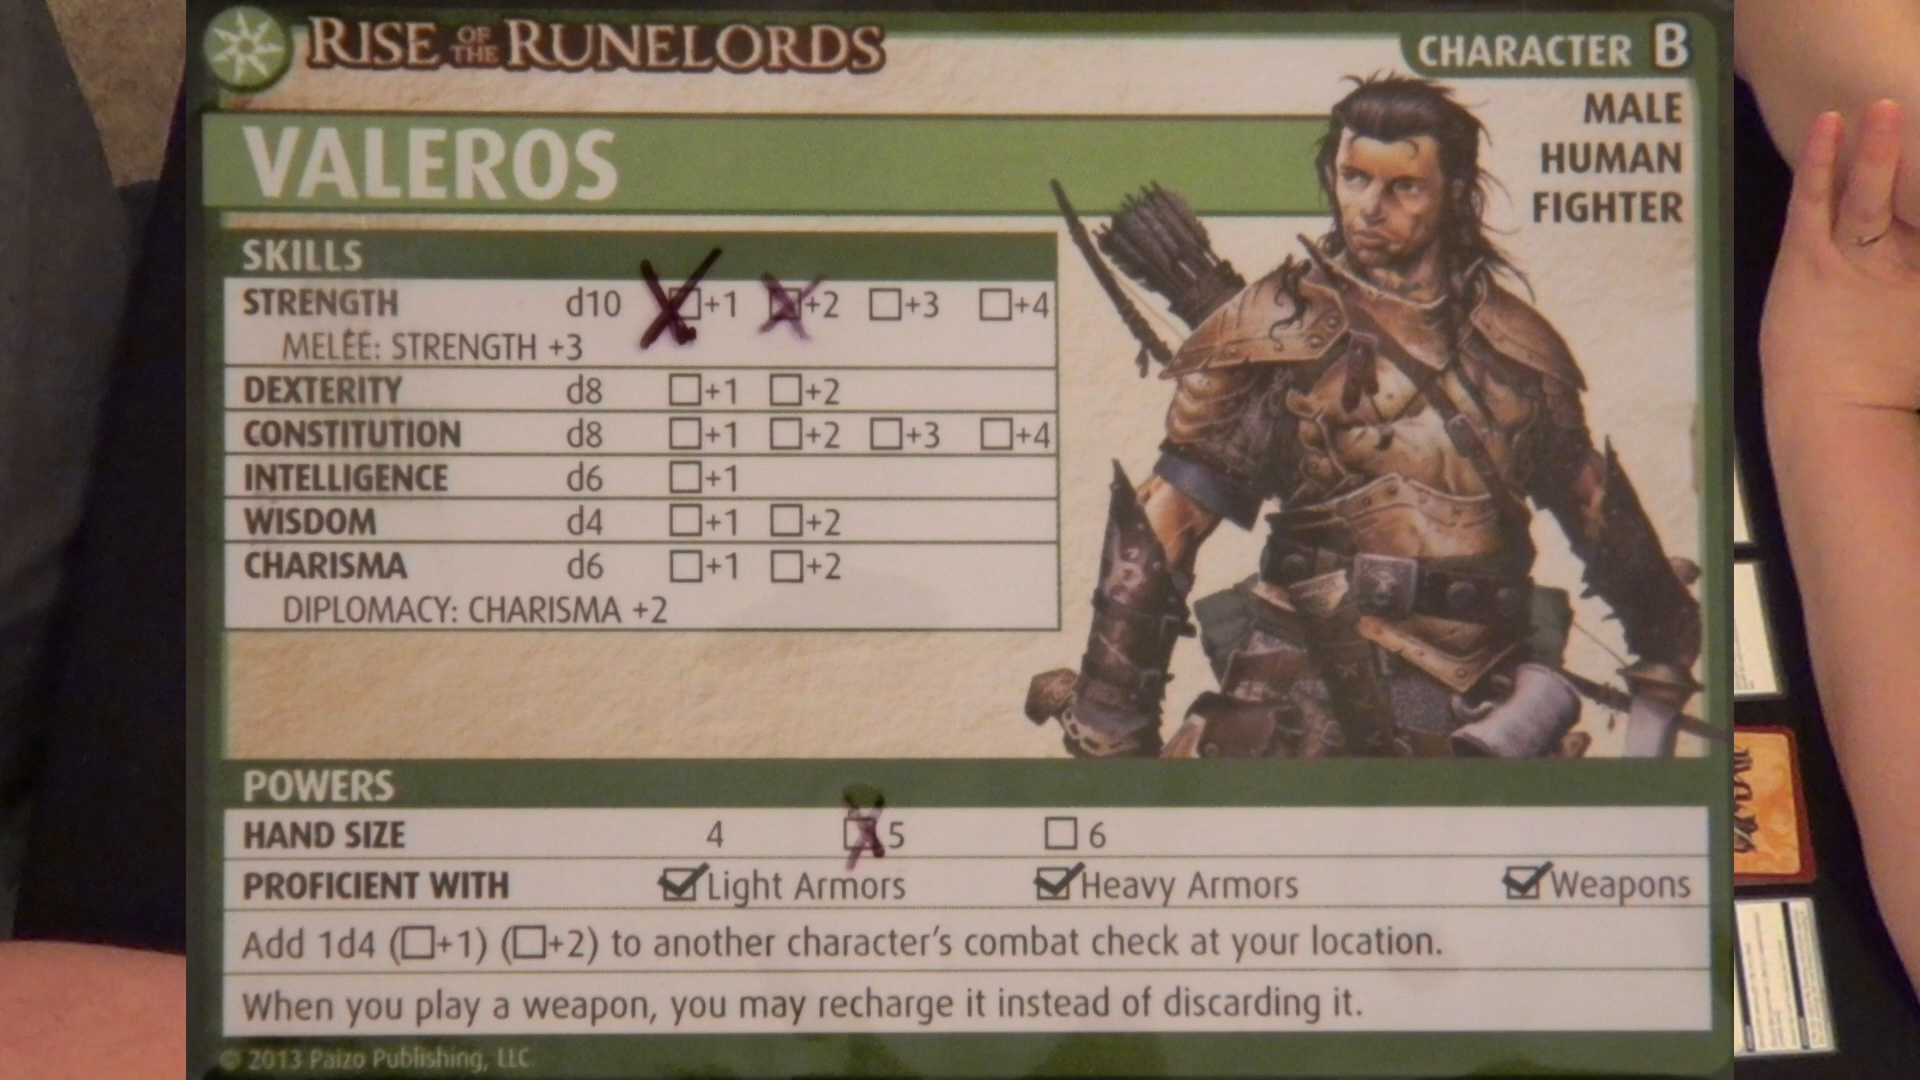 RISE OF THE RUNELORDS
CHARACTER B
MALE
HUMAN
FIGHTER
VALEROS
SKILLS
STRENGTH d10 +1 +2 +3 +4
MELEE: STRENGTH +3
DEXTERITY d8 +1 +2
CONSTITUTION d8 +1 +2 +3 +4
INTELLIGENCE d6 +1
WISDOM d4 +1 +2
CHARISMA d6 +1 +2
DIPLOMACY: CHARISMA +2
POWERS
HAND SIZE 4 5 6
PROFICIENT WITH Light Armors Heavy Armors Weapons
Add 1d4 (☐+1) (☐+2) to another character's combat check at your location.
When you play a weapon, you may recharge it instead of discarding it.
© 2013 Paizo Publishing, LLC